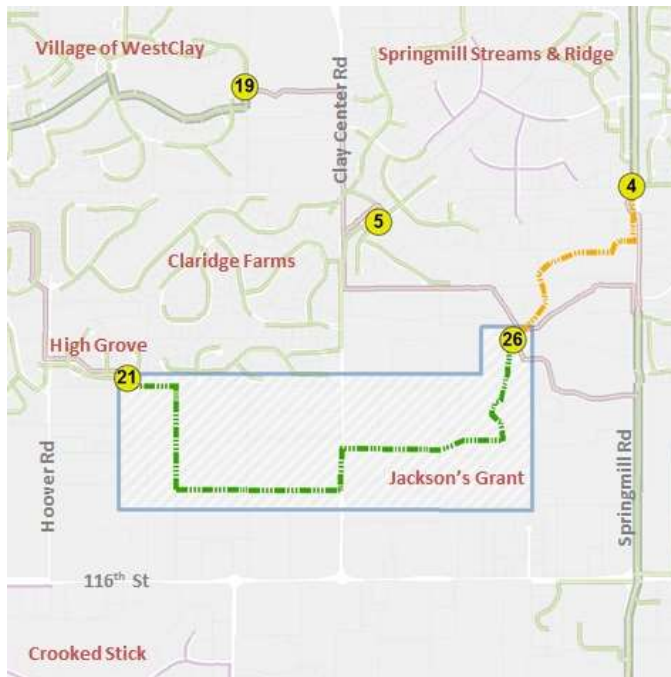 Village of WestClay
Springmill Streams & Ridge
19
Clay Center Rd
4
5
Claridge Farms
High Grove
26
21
Jackson's Grant
Hoover Rd
Springmill Rd
116th St
Crooked Stick